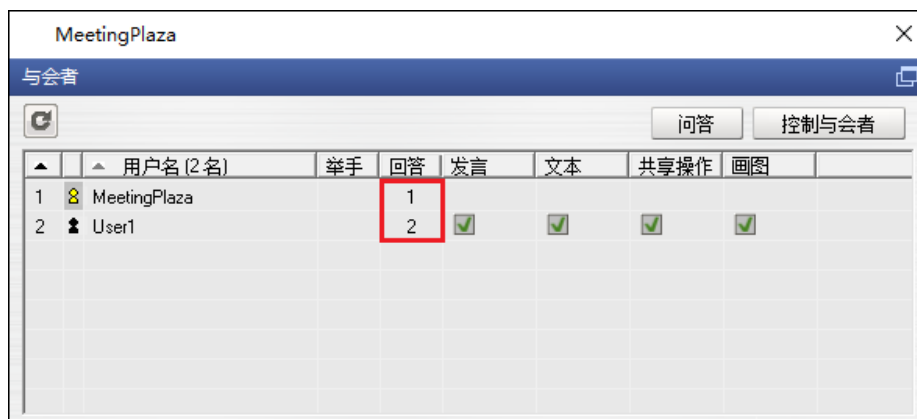 MeetingPlaza
与会者
问答 控制与会者
用户名(2名) 举手 回答 发言 文本 共享操作 画图
1 MeetingPlaza 1
2 User1 2